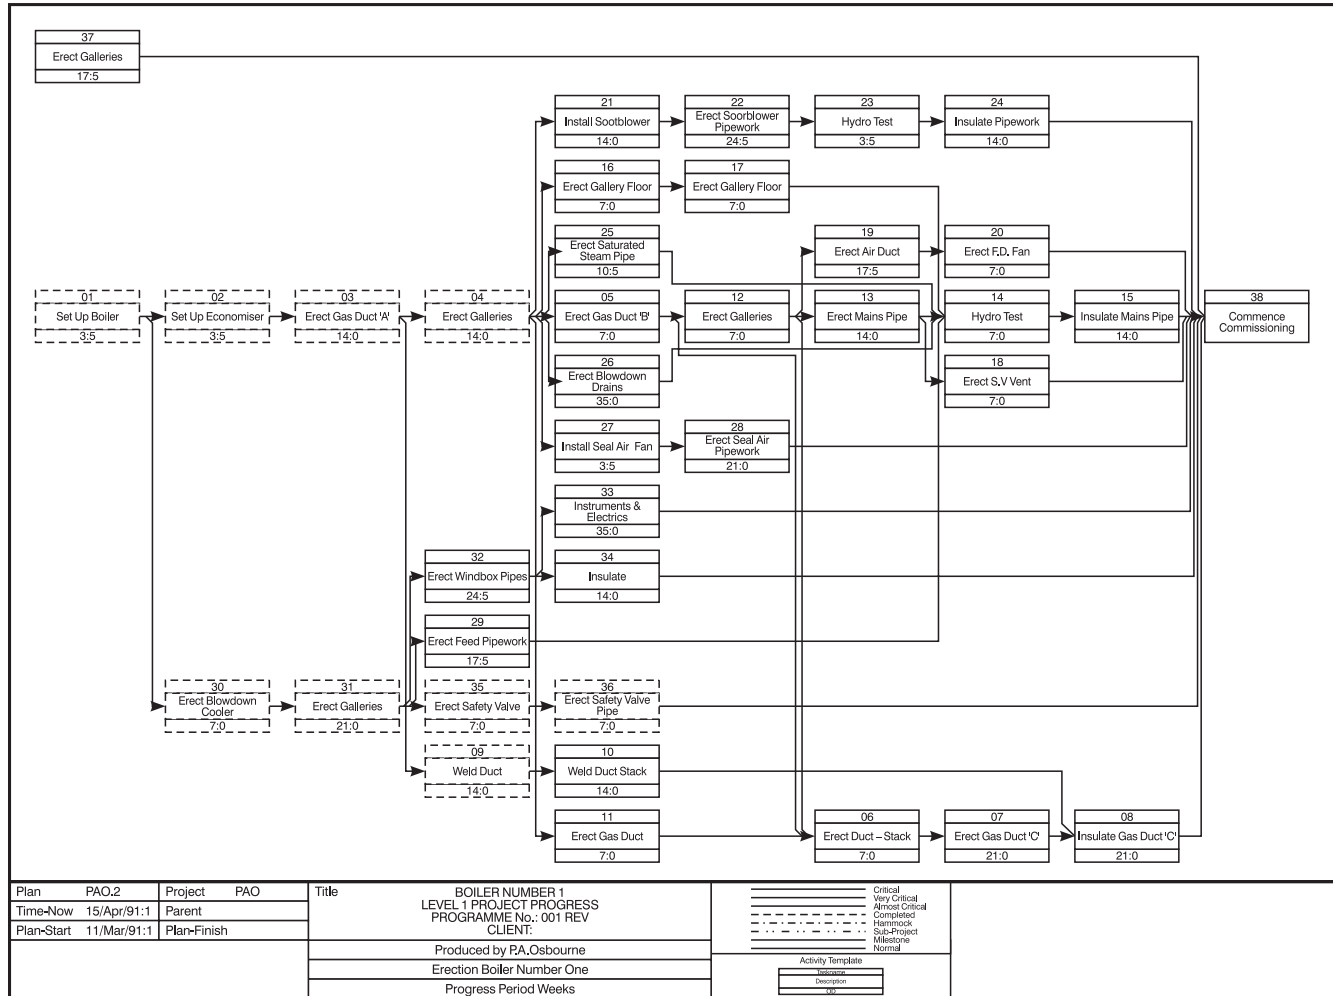 37
Erect Galleries
17:5
21
Install Sootblower
14:0
22
Erect Soorblower
Pipework
24:5
23
Hydro Test
3:5
24
Insulate Pipework
14:0
16
Erect Gallery Floor
7:0
17
Erect Gallery Floor
7:0
25
Erect Saturated
Steam Pipe
10:5
19
Erect Air Duct
17:5
20
Erect F.D. Fan
7:0
01
Set Up Boiler
3:5
02
Set Up Economiser
3:5
03
Erect Gas Duct 'A'
14:0
04
Erect Galleries
14:0
05
Erect Gas Duct 'B'
7:0
12
Erect Galleries
7:0
13
Erect Mains Pipe
14:0
14
Hydro Test
7:0
15
Insulate Mains Pipe
14:0
38
Commence
Commissioning
26
Erect Blowdown
Drains
35:0
18
Erect S.V Vent
7:0
27
Install Seal Air Fan
3:5
28
Erect Seal Air
Pipework
21:0
33
Instruments &
Electrics
35:0
32
Erect Windbox Pipes
24:5
34
Insulate
14:0
29
Erect Feed Pipework
17:5
30
Erect Blowdown
Cooler
7:0
31
Erect Galleries
21:0
35
Erect Safety Valve
7:0
36
Erect Safety Valve
Pipe
7:0
09
Weld Duct
14:0
10
Weld Duct Stack
14:0
11
Erect Gas Duct
7:0
06
Erect Duct – Stack
7:0
07
Erect Gas Duct 'C'
21:0
08
Insulate Gas Duct 'C'
21:0
Plan PAO.2 Project PAO
Time-Now 15/Apr/91:1 Parent
Plan-Start 11/Mar/91:1 Plan-Finish
Title
BOILER NUMBER 1
LEVEL 1 PROJECT PROGRESS
PROGRAMME No.: 001 REV
CLIENT:
Produced by P.A.Osbourne
Erection Boiler Number One
Progress Period Weeks
Critical
Very Critical
Almost Critical
Completed
Hammock
Sub-Project
Milestone
Normal
Activity Template
Taskname
Description
OD